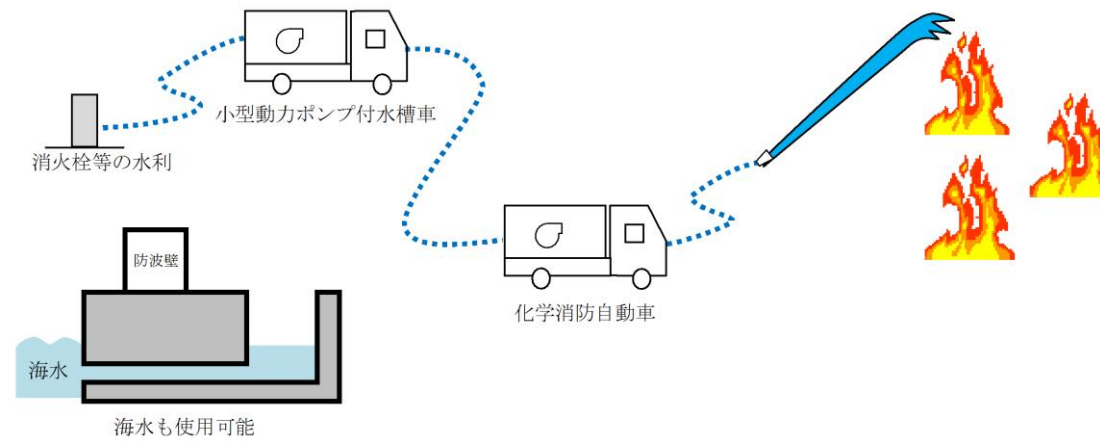 小型動力ポンプ付水槽車
消火栓等の水利
防波壁
化学消防自動車
海水
海水も使用可能